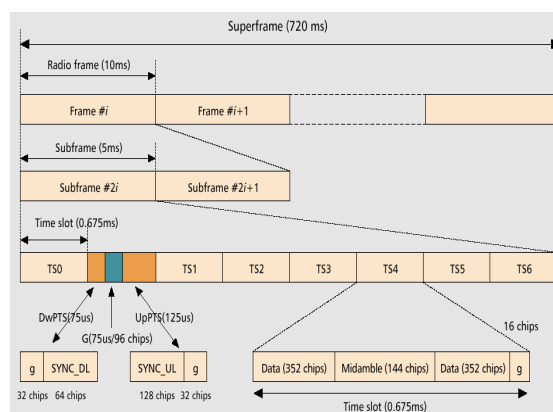 Superframe (720 ms)
Radio frame (10ms)
Frame #i
Frame #i+1
Subframe (5ms)
Subframe #2i
Subframe #2i+1
Time slot (0.675ms)
TS0
TS1
TS2
TS3
TS4
TS5
TS6
DwPTS(75us)
UpPTS(125us)
G(75us/96 chips)
16 chips
g
SYNC_DL
SYNC_UL
g
Data (352 chips)
Midamble (144 chips)
Data (352 chips)
g
32 chips
64 chips
128 chips
32 chips
Time slot (0.675ms)